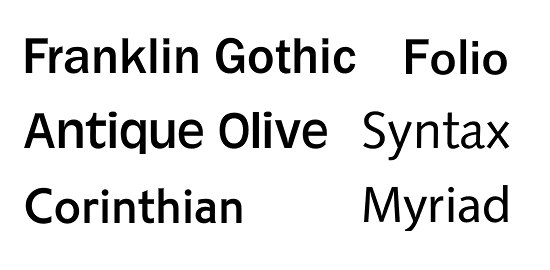 Franklin Gothic Folio
Antique Olive Syntax
Corinthian Myriad